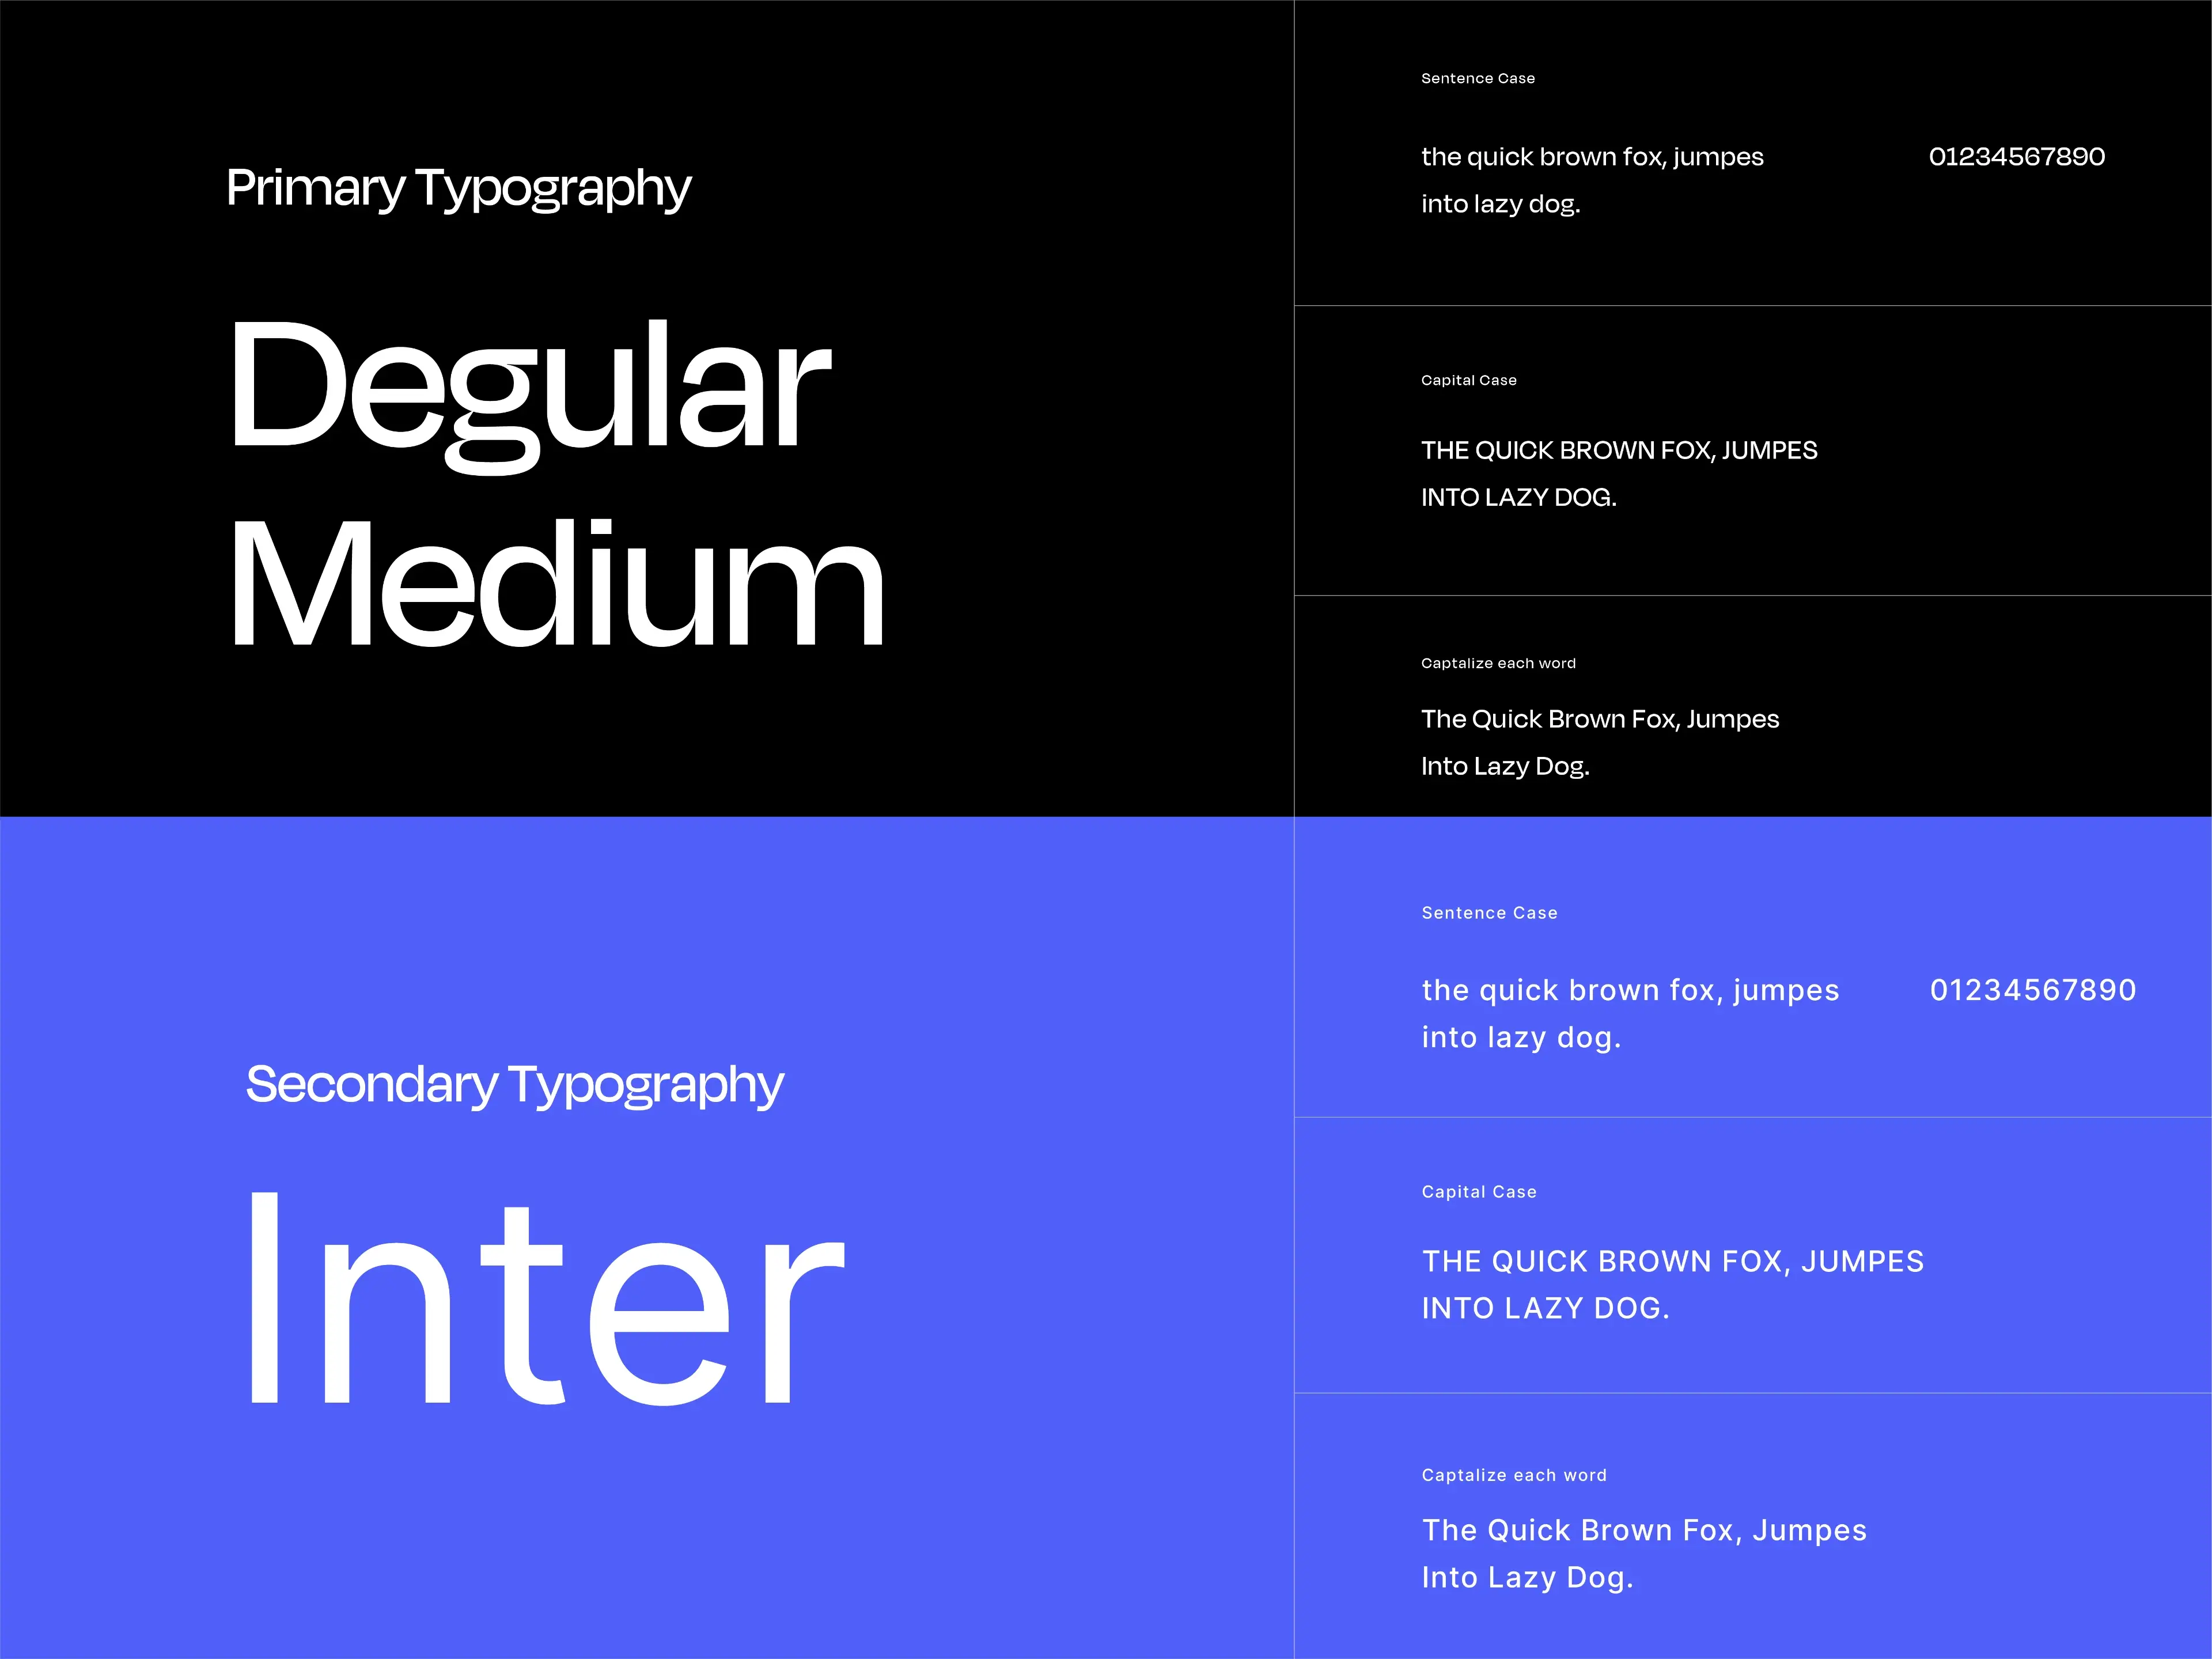 Primary Typography
Degular
Medium
Sentence Case
the quick brown fox, jumpes
into lazy dog.
01234567890
Capital Case
THE QUICK BROWN FOX, JUMPES
INTO LAZY DOG.
Captalize each word
The Quick Brown Fox, Jumpes
Into Lazy Dog.
Secondary Typography
Inter
Sentence Case
the quick brown fox, jumpes
into lazy dog.
01234567890
Capital Case
THE QUICK BROWN FOX, JUMPES
INTO LAZY DOG.
Captalize each word
The Quick Brown Fox, Jumpes
Into Lazy Dog.